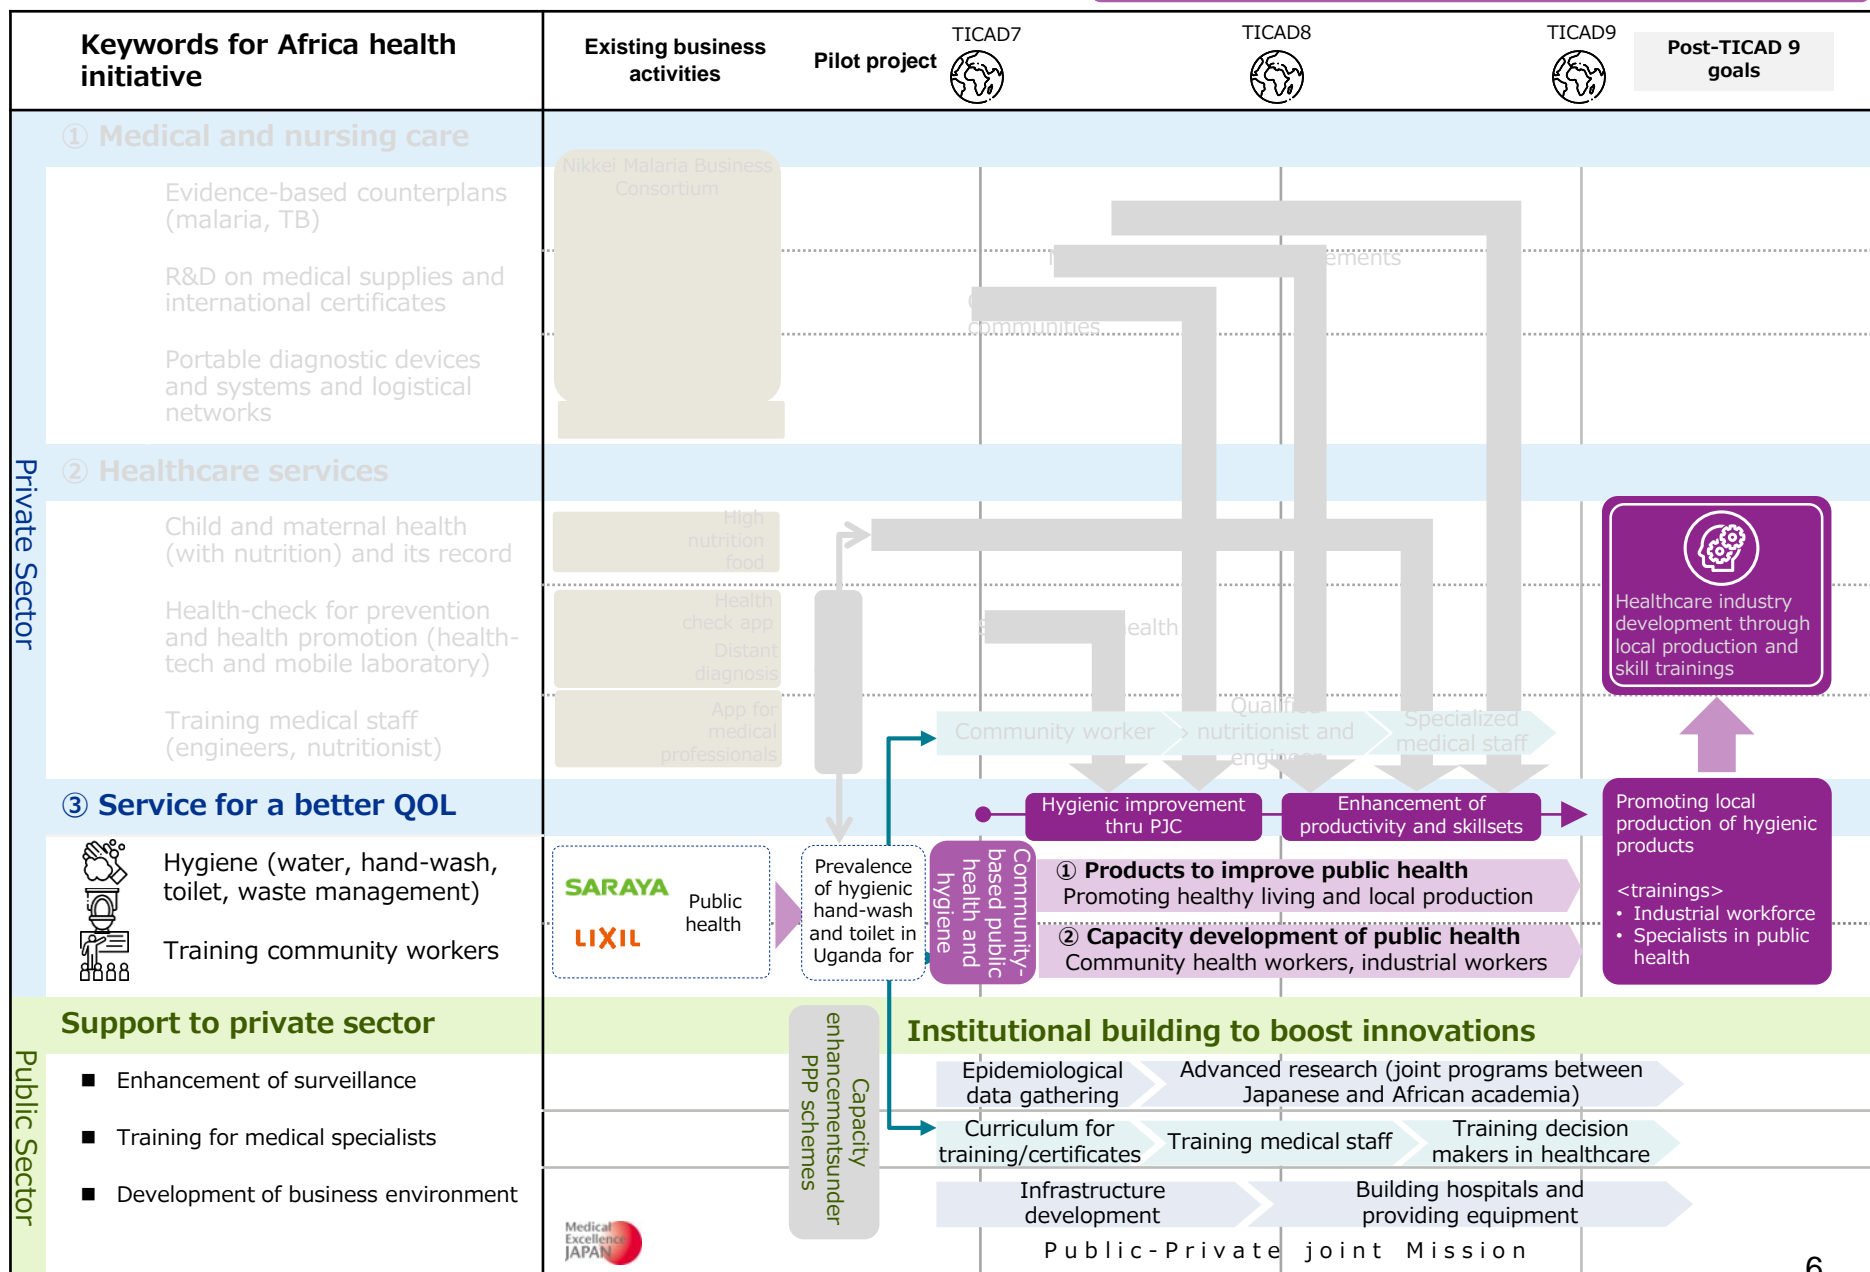 Keywords for Africa health
initiative
Existing business
activities
Pilot project
TICAD7
TICAD8
TICAD9
Post-TICAD 9
goals
Private Sector
① Medical and nursing care
Nikkei Malaria Business
Consortium
Evidence-based counterplans
(malaria, TB)
R&D on medical supplies and
international certificates
ements
communities
Portable diagnostic devices
and systems and logistical
networks
② Healthcare services
Child and maternal health
(with nutrition) and its record
High
nutrition
food
Health-check for prevention
and health promotion (health-
tech and mobile laboratory)
Health
check app
Distant
diagnosis
ealth
Training medical staff
(engineers, nutritionist)
App for
medical
professionals
Community worker
Qualified
nutritionist and
engineer
Specialized
medical staff
Healthcare industry
development through
local production and
skill trainings
③ Service for a better QOL
Hygienic improvement
thru PJC
Enhancement of
productivity and skillsets
Promoting local
production of hygienic
products
<trainings>
• Industrial workforce
• Specialists in public
health
Hygiene (water, hand-wash,
toilet, waste management)
Training community workers
SARAYA
LIXIL
Public
health
Prevalence
of hygienic
hand-wash
and toilet in
Uganda for
Community-
based public
health and
hygiene
① Products to improve public health
Promoting healthy living and local production
② Capacity development of public health
Community health workers, industrial workers
Public Sector
Support to private sector
■ Enhancement of surveillance
■ Training for medical specialists
■ Development of business environment
Capacity
enhancementsunder
PPP schemes
Medical
Excellence
JAPAN
Institutional building to boost innovations
Epidemiological
data gathering
Advanced research (joint programs between
Japanese and African academia)
Curriculum for
training/certificates
Training medical staff
Training decision
makers in healthcare
Infrastructure
development
Building hospitals and
providing equipment
Public-Private joint Mission
6